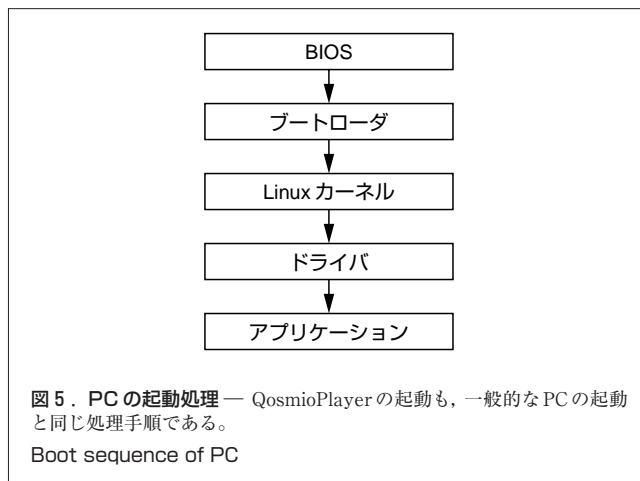 BIOS
ブートローダ
Linux カーネル
ドライバ
アプリケーション
図 5．PC の起動処理 — QosmioPlayer の起動も，一般的な PC の起動
と同じ処理手順である。
Boot sequence of PC